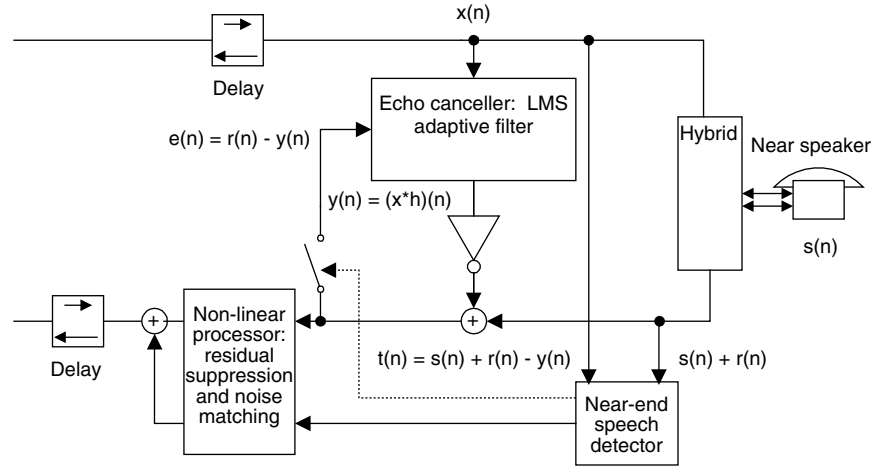 x(n)
Delay
Echo canceller: LMS
adaptive filter
e(n) = r(n) - y(n)
Hybrid
Near speaker
y(n) = (x*h)(n)
s(n)
+
Non-linear
processor:
residual
suppression
and noise
matching
+
Delay
t(n) = s(n) + r(n) - y(n)
s(n) + r(n)
Near-end
speech
detector